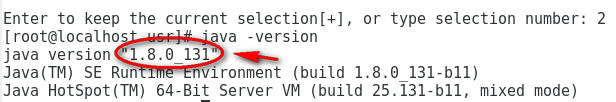 Enter to keep the current selection[+], or type selection number: 2
[root@localhost usr]# java -version
java version "1.8.0_131"
Java(TM) SE Runtime Environment (build 1.8.0_131-b11)
Java HotSpot(TM) 64-Bit Server VM (build 25.131-b11, mixed mode)